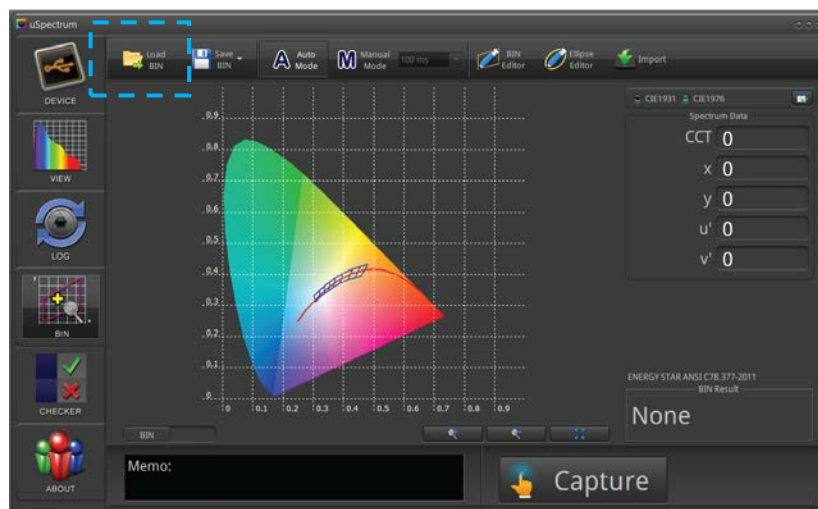 uSpectrum
Load BIN
Save BIN
A Auto Mode
M Manual Mode
100 ms
BIN Editor
Ellipse Editor
Import
DEVICE
VIEW
LOG
BIN
CHECKER
ABOUT
0.9
0.8
0.7
0.6
0.5
0.4
0.3
0.2
0.1
0
0
0.1
0.2
0.3
0.4
0.5
0.6
0.7
0.8
0.9
BIN
CIE1931
CIE1976
Spectrum Data
CCT 0
x 0
y 0
u' 0
v' 0
ENERGY STAR ANSI C78.377-2011
BIN Result
None
Memo:
Capture